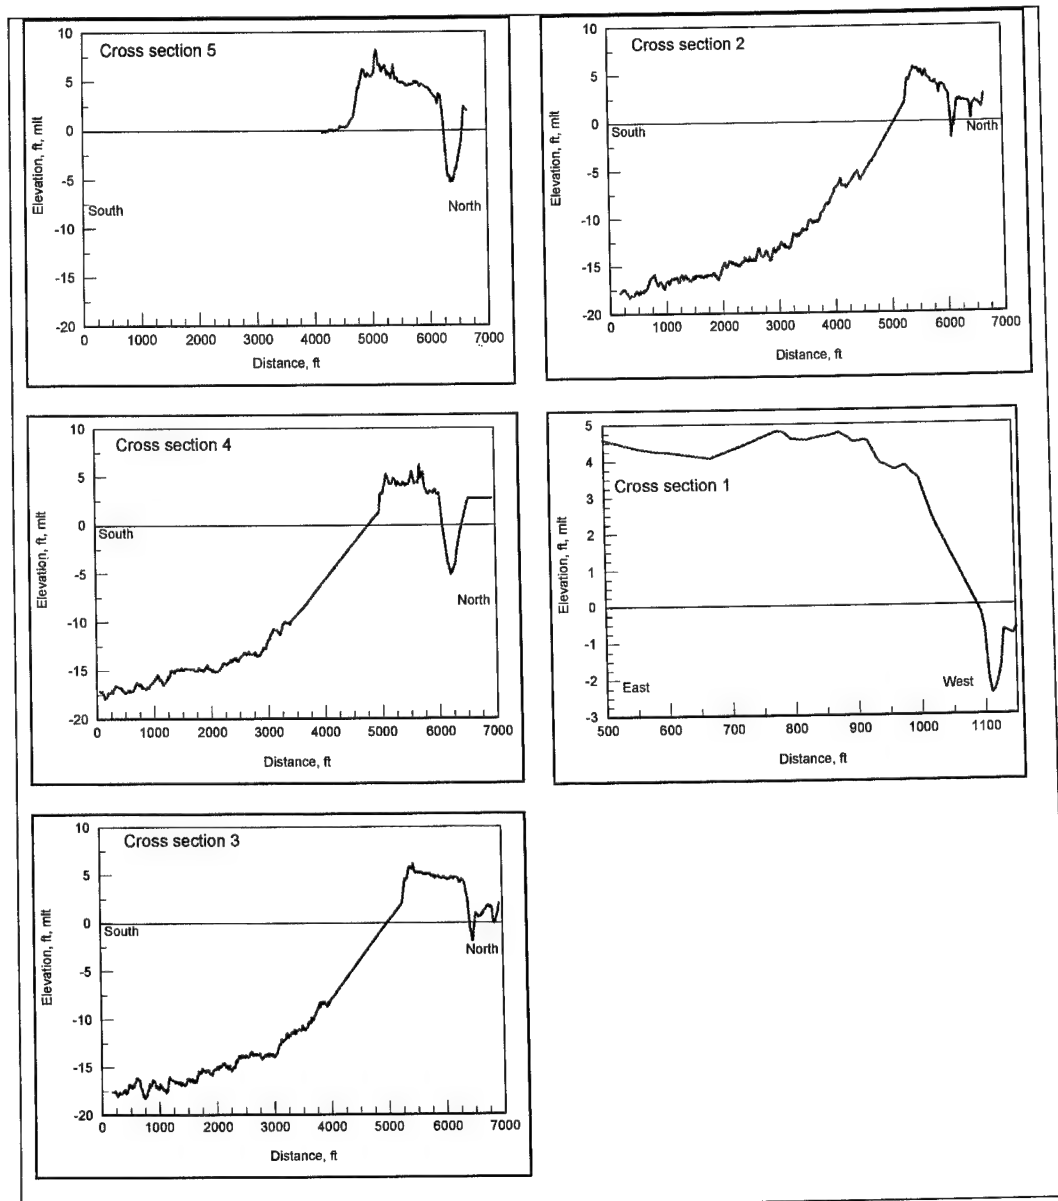 Cross section 5
10
5
0
-5
-10
-15
-20
Elevation, ft, mlt
South
North
0 1000 2000 3000 4000 5000 6000 7000
Distance, ft
Cross section 2
10
5
0
-5
-10
-15
-20
Elevation, ft, mlt
South
North
0 1000 2000 3000 4000 5000 6000 7000
Distance, ft
Cross section 4
10
5
0
-5
-10
-15
-20
Elevation, ft, mlt
South
North
0 1000 2000 3000 4000 5000 6000 7000
Distance, ft
5
4
3
2
1
0
-1
-2
-3
Cross section 1
Elevation, ft, mlt
East
West
500 600 700 800 900 1000 1100
Distance, ft
Cross section 3
10
5
0
-5
-10
-15
-20
Elevation, ft, mlt
South
North
0 1000 2000 3000 4000 5000 6000 7000
Distance, ft